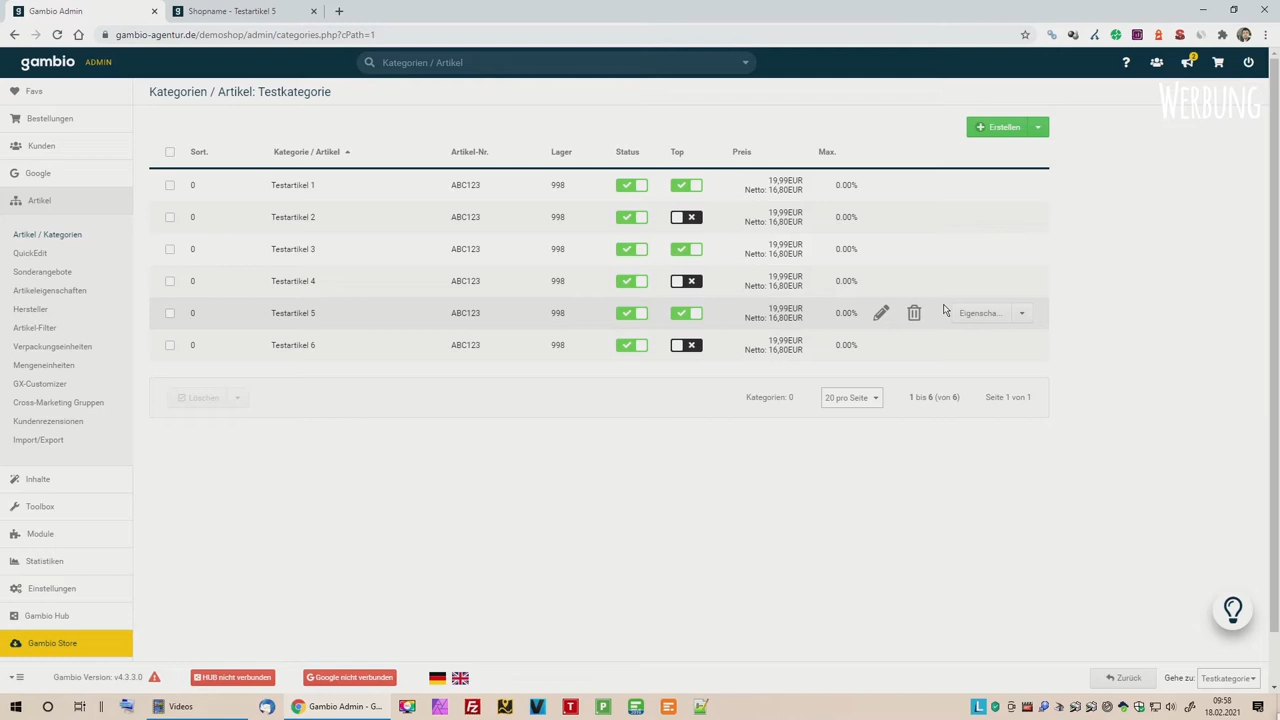 Gambio Admin
Shopname - Testartikel 5
gambio-agentur.de/demoshop/admin/categories.php?cPath=1
gambio ADMIN
Kategorien / Artikel
2
Favs
Bestellungen
Kunden
Google
Artikel
Artikel / Kategorien
QuickEdit
Sonderangebote
Artikeleigenschaften
Hersteller
Artikel-Filter
Verpackungseinheiten
Mengeneinheiten
GX-Customizer
Cross-Marketing Gruppen
Kundenrezensionen
Import/Export
Inhalte
Toolbox
Module
Statistiken
Einstellungen
Gambio Hub
Gambio Store
Kategorien / Artikel: Testkategorie
WERBUNG
Erstellen
Sort. Kategorie / Artikel Artikel-Nr. Lager Status Top Preis Max.
0 Testartikel 1 ABC123 998 19,99EUR 0.00%
Netto: 16,80EUR
0 Testartikel 2 ABC123 998 19,99EUR 0.00%
Netto: 16,80EUR
0 Testartikel 3 ABC123 998 19,99EUR 0.00%
Netto: 16,80EUR
0 Testartikel 4 ABC123 998 19,99EUR 0.00%
Netto: 16,80EUR
0 Testartikel 5 ABC123 998 19,99EUR 0.00% Eigenscha...
Netto: 16,80EUR
0 Testartikel 6 ABC123 998 19,99EUR 0.00%
Netto: 16,80EUR
Löschen Kategorien: 0 20 pro Seite 1 bis 6 (von 6) Seite 1 von 1
Gambio Version: v4.3.3.0 HUB nicht verbunden Google nicht verbunden Zurück Gehe zu: Testkategorie
Videos
Gambio Admin - G...
09:58
18.02.2021